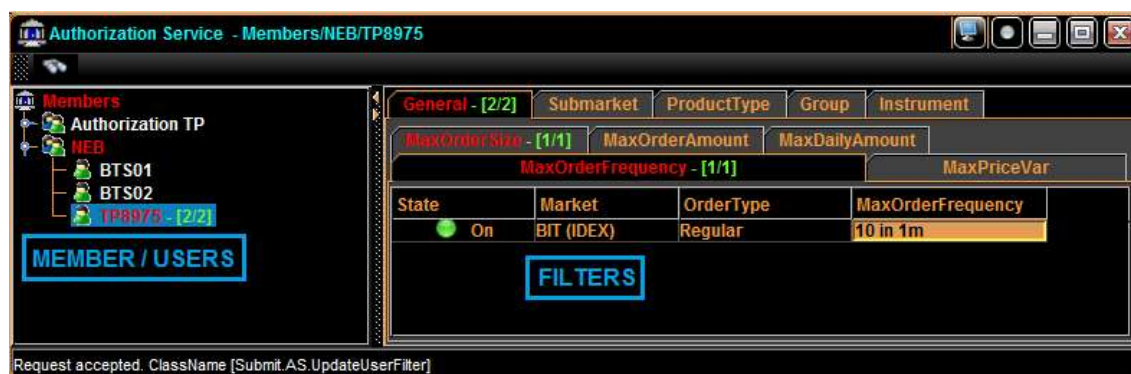 Authorization Service - Members/NEB/TP8975
Members
Authorization TP
NEB
BTS01
BTS02
TP8975 - [2/2]
MEMBER / USERS
General - [2/2] Submarket ProductType Group Instrument
MaxOrderSize - [1/1] MaxOrderAmount MaxDailyAmount
MaxOrderFrequency - [1/1] MaxPriceVar
State Market OrderType MaxOrderFrequency
On BIT (IDEX) Regular 10 in 1m
FILTERS
Request accepted. ClassName [Submit.AS.UpdateUserFilter]